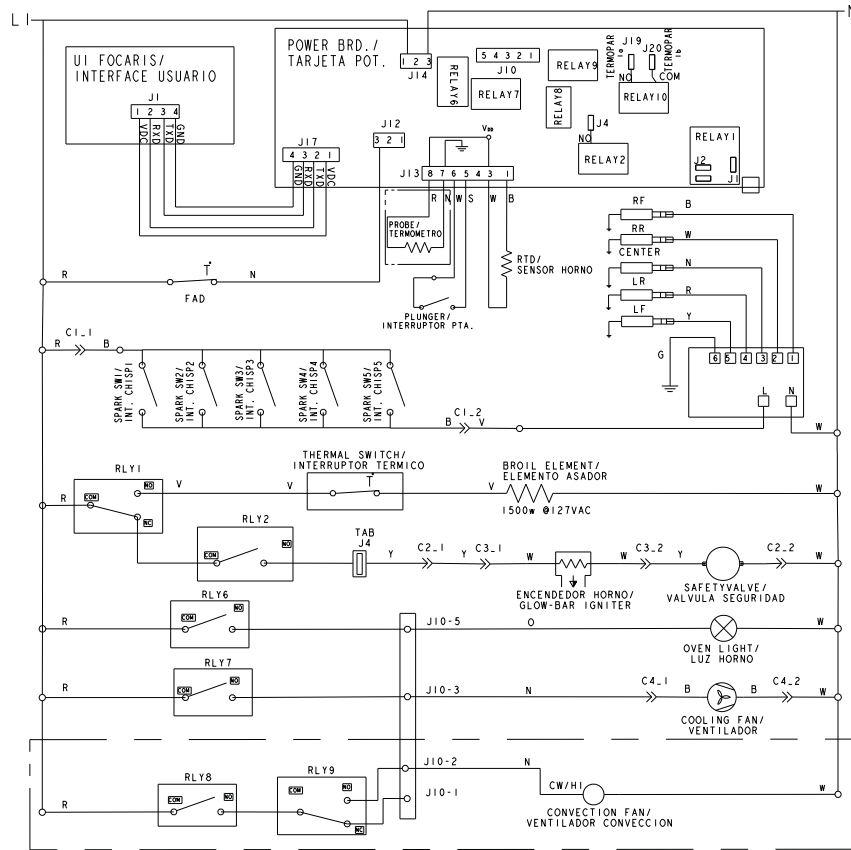 L1
N
UI FOCARIS/
INTERFACE USUARIO
J1
1 2 3 4
VDC
RXD
TXD
GND
POWER BRD./
TARJETA POT.
1 2 3
J14
RELAY6
5 4 3 2 1
J10
RELAY7
RELAY9
RELAY8
TERMOPAR
1a
J19
J20
TERMOPAR
1b
NO
COM
RELAY10
J4
NO
RELAY2
RELAY1
J2
J1
J17
4 3 2 1
GND
RXD
TXD
VDC
J12
3 2 1
VDD
J13
8 7 6 5 4 3 1
R N W S W B
PROBE/
TERMOMETRO
RTD/
SENSOR HORNO
PLUNGER/
INTERRUPTOR PTA.
R
T
N
FAD
RF
B
RR
W
CENTER
N
LR
R
LF
Y
G
6 5 4 3 2 1
L
N
W
R
C1_1
B
SPARK SW1/
INT. CHISP1
SPARK SW2/
INT. CHISP2
SPARK SW3/
INT. CHISP3
SPARK SW4/
INT. CHISP4
SPARK SW5/
INT. CHISP5
B
C1_2
V
RLY1
R
COM
NO
NC
V
V
THERMAL SWITCH/
INTERRUPTOR TERMICO
T
V
BROIL ELEMENT/
ELEMENTO ASADOR
1500w @127VAC
W
RLY2
COM
NO
TAB
J4
Y
C2_1
Y
C3_1
W
ENCENDEDOR HORNO/
GLOW-BAR IGNITER
W
C3_2
Y
SAFETYVALVE/
VALVULA SEGURIDAD
C2_2
W
RLY6
R
COM
NO
J10-5
O
OVEN LIGHT/
LUZ HORNO
W
RLY7
R
COM
NO
J10-3
N
C4_1
B
COOLING FAN/
VENTILADOR
B
C4_2
W
RLY8
R
COM
NO
RLY9
COM
NO
NC
J10-2
J10-1
N
CW/HI
CONVECTION FAN/
VENTILADOR CONVECCION
W